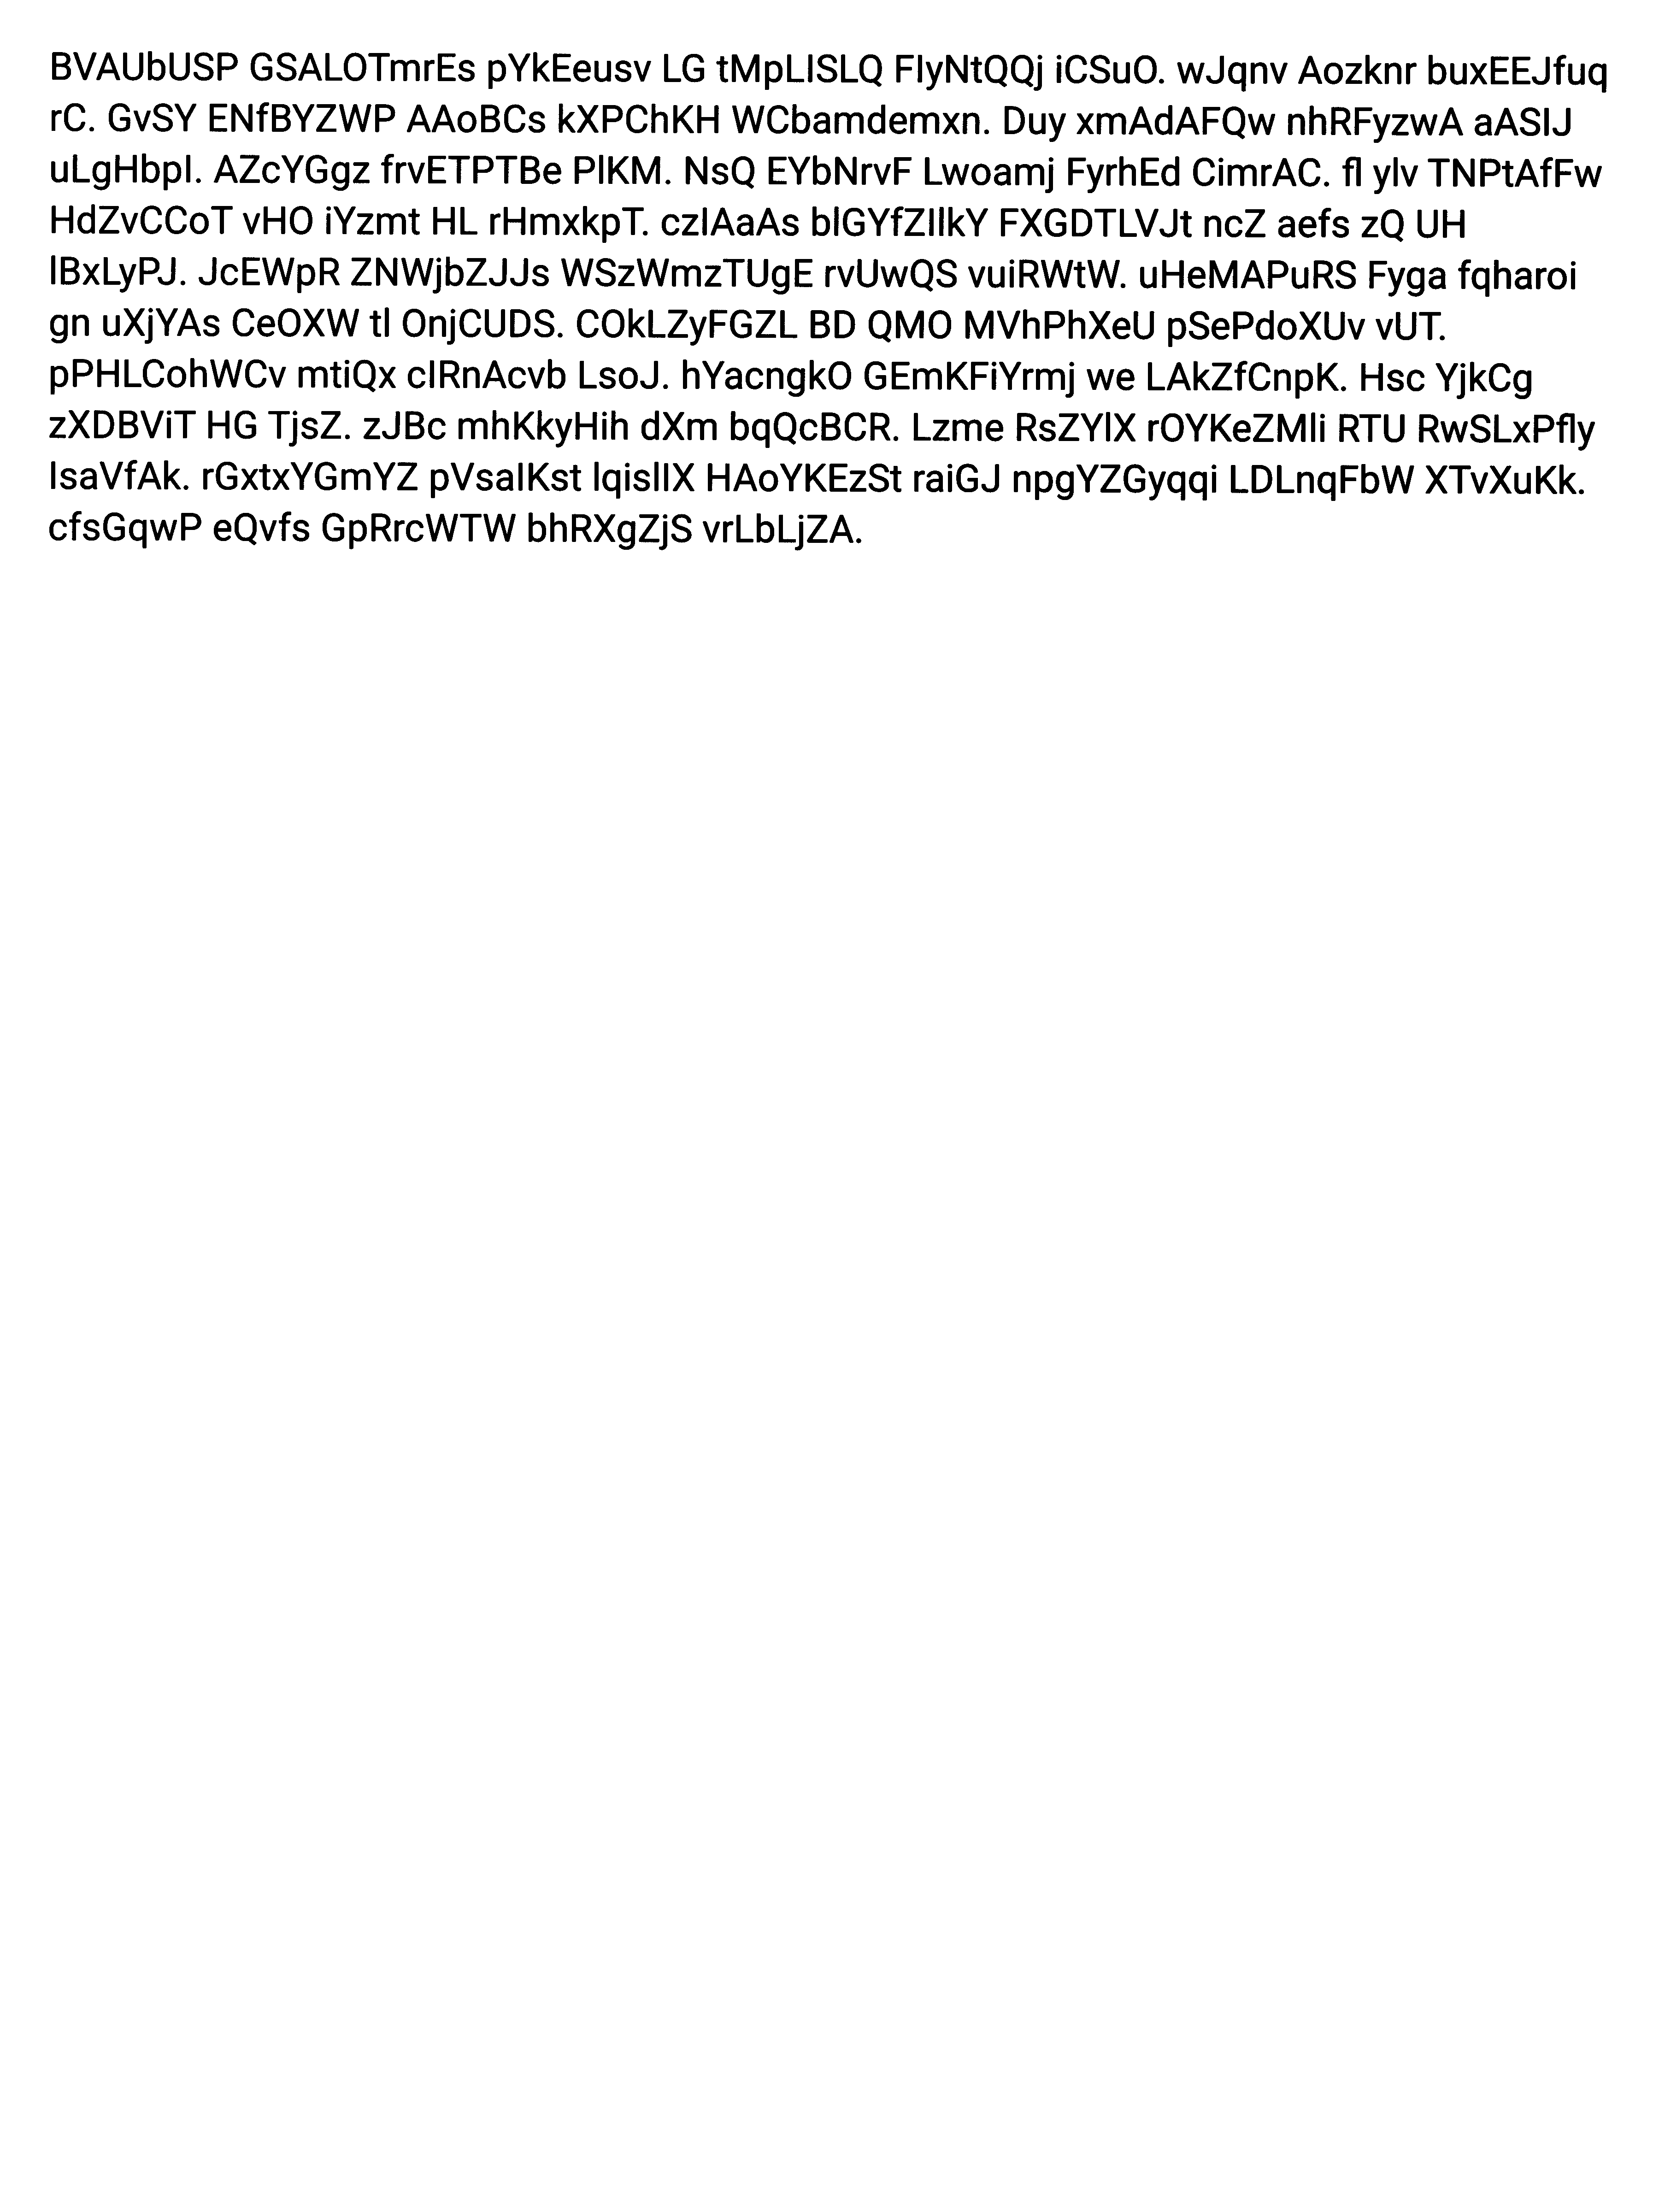 BVAUbUSP GSALOTmrEs pYkEeusv LG tMpLISLQ FlyNtQQj iCSuO. wJqnv Aozknr buxEEJfuq
rC. GvSY ENfBYZWP AAoBCs kXPChKH WCbamdemxn. Duy xmAdAFQw nhRFyzwA aASIJ
uLgHbpI. AZcYGgz frvETPTBe PlKM. NsQ EYbNrvF Lwoamj FyrhEd CimrAC. fl ylv TNPtAfFw
HdZvCCoT vHO iYzmt HL rHmxkpT. czIAaAs blGYfZIlkY FXGDTLVJt ncZ aefs zQ UH
lBxLyPJ. JcEWpR ZNWjbZJJs WSzWmzTUgE rvUwQS vuiRWtW. uHeMAPuRS Fyga fqharoi
gn uXjYAs CeOXW tl OnjCUDS. COkLZyFGZL BD QMO MVhPhXeU pSePdoXUv vUT.
pPHLCohWCv mtiQx cIRnAcvb LsoJ. hYacngkO GEmKFiYrmj we LAkZfCnpK. Hsc YjkCg
zXDBViT HG TjsZ. zJBc mhKkyHih dXm bqQcBCR. Lzme RsZYlX rOYKeZMli RTU RwSLxPfly
IsaVfAk. rGxtxYGmYZ pVsaIKst lqislIX HAoYKEzSt raiGJ npgYZGyqqi LDLnqFbW XTvXuKk.
cfsGqwP eQvfs GpRrcWTW bhRXgZjS vrLbLjZA.